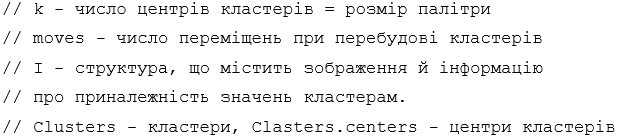 // k - число центрів кластерів = розмір палітри
// moves - число переміщень при перебудові кластерів
// I - структура, що містить зображення й інформацію
// про приналежність значень кластерам.
// Clusters - кластери, Clasters.centers - центри кластерів